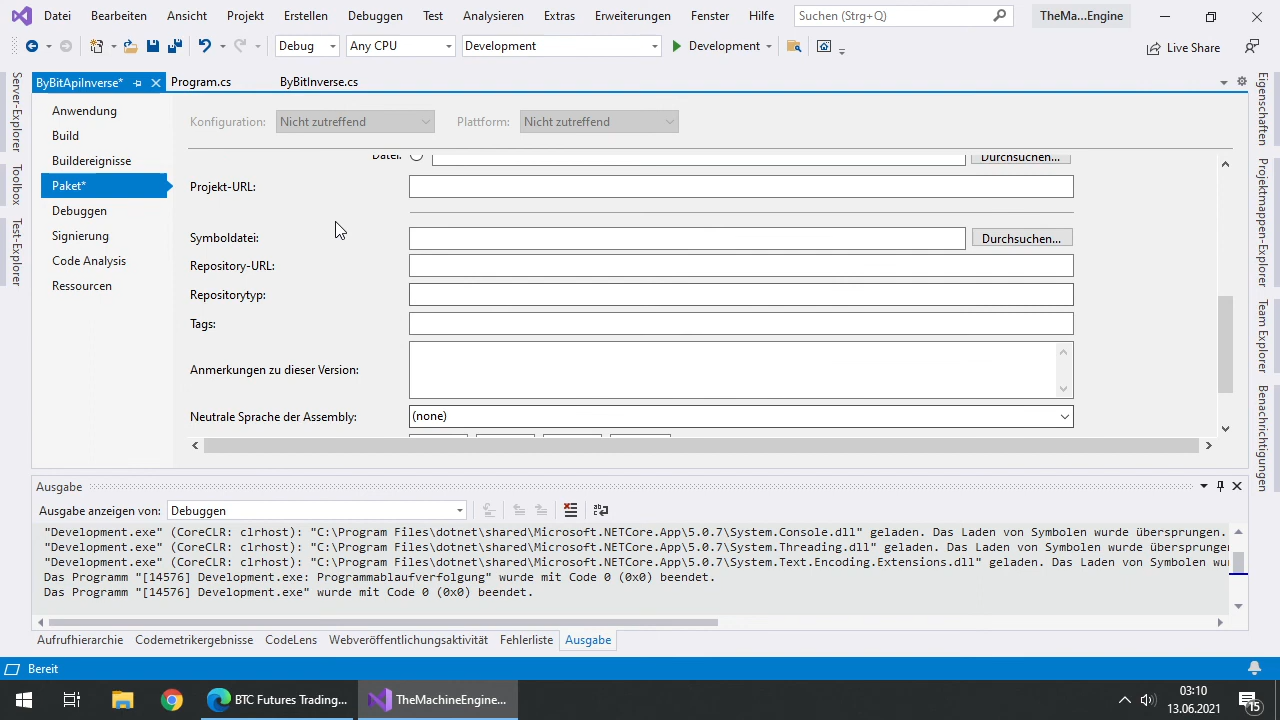 Datei Bearbeiten Ansicht Projekt Erstellen Debuggen Test Analysieren Extras Erweiterungen Fenster Hilfe Suchen (Strg+Q) TheMa...Engine
Debug Any CPU Development Development Live Share
ByBitApiInverse* Program.cs ByBitInverse.cs
Server-Explorer
Toolbox
Test-Explorer
Anwendung
Build
Buildereignisse
Paket*
Debuggen
Signierung
Code Analysis
Ressourcen
Konfiguration: Nicht zutreffend Plattform: Nicht zutreffend
Datei: Durchsuchen...
Projekt-URL:
Symboldatei: Durchsuchen...
Repository-URL:
Repositorytyp:
Tags:
Anmerkungen zu dieser Version:
Neutrale Sprache der Assembly: (none)
Eigenschaften
Projektmappen-Explorer
Team Explorer
Benachrichtigungen
Ausgabe
Ausgabe anzeigen von: Debuggen
"Development.exe" (CoreCLR: clrhost): "C:\Program Files\dotnet\shared\Microsoft.NETCore.App\5.0.7\System.Console.dll" geladen. Das Laden von Symbolen wurde übersprungen.
"Development.exe" (CoreCLR: clrhost): "C:\Program Files\dotnet\shared\Microsoft.NETCore.App\5.0.7\System.Threading.dll" geladen. Das Laden von Symbolen wurde übersprunger
"Development.exe" (CoreCLR: clrhost): "C:\Program Files\dotnet\shared\Microsoft.NETCore.App\5.0.7\System.Text.Encoding.Extensions.dll" geladen. Das Laden von Symbolen wur
Das Programm "[14576] Development.exe: Programmablaufverfolgung" wurde mit Code 0 (0x0) beendet.
Das Programm "[14576] Development.exe" wurde mit Code 0 (0x0) beendet.
Aufrufhierarchie Codemetrikergebnisse CodeLens Webveröffentlichungsaktivität Fehlerliste Ausgabe
Bereit
BTC Futures Trading... TheMachineEngine... 03:10
13.06.2021 15